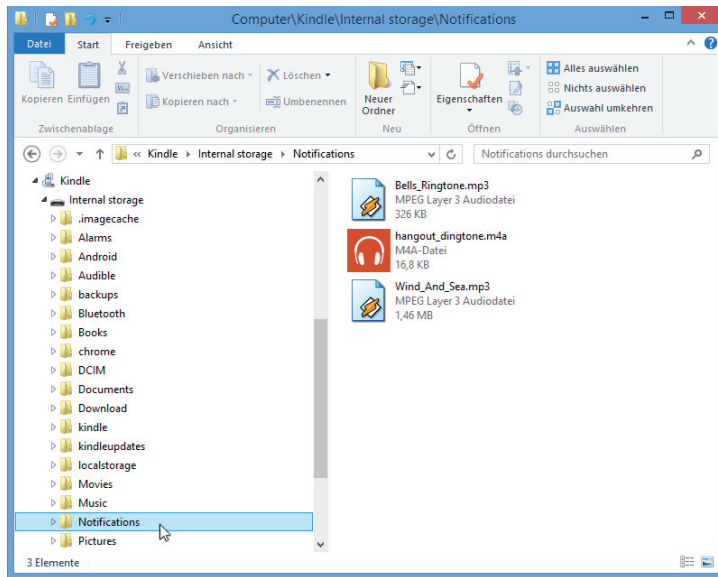 Computer\Kindle\Internal storage\Notifications
Datei Start Freigeben Ansicht
Kopieren Einfügen
Verschieben nach
Kopieren nach
Löschen
Umbenennen
Neuer
Ordner
Eigenschaften
Alles auswählen
Nichts auswählen
Auswahl umkehren
Zwischenablage Organisieren Neu Öffnen Auswählen
« Kindle Internal storage Notifications
Notifications durchsuchen
Kindle
Internal storage
.imagecache
Alarms
Android
Audible
backups
Bluetooth
Books
chrome
DCIM
Documents
Download
kindle
kindleupdates
localstorage
Movies
Music
Notifications
Pictures
Bells_Ringtone.mp3
MPEG Layer 3 Audiodatei
326 KB
hangout_dingtone.m4a
M4A-Datei
16,8 KB
Wind_And_Sea.mp3
MPEG Layer 3 Audiodatei
1,46 MB
3 Elemente